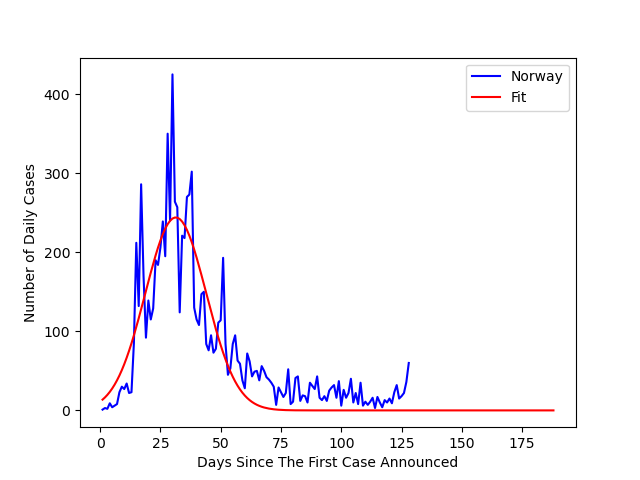 Norway
Fit
400
300
200
100
0
Number of Daily Cases
0 25 50 75 100 125 150 175
Days Since The First Case Announced